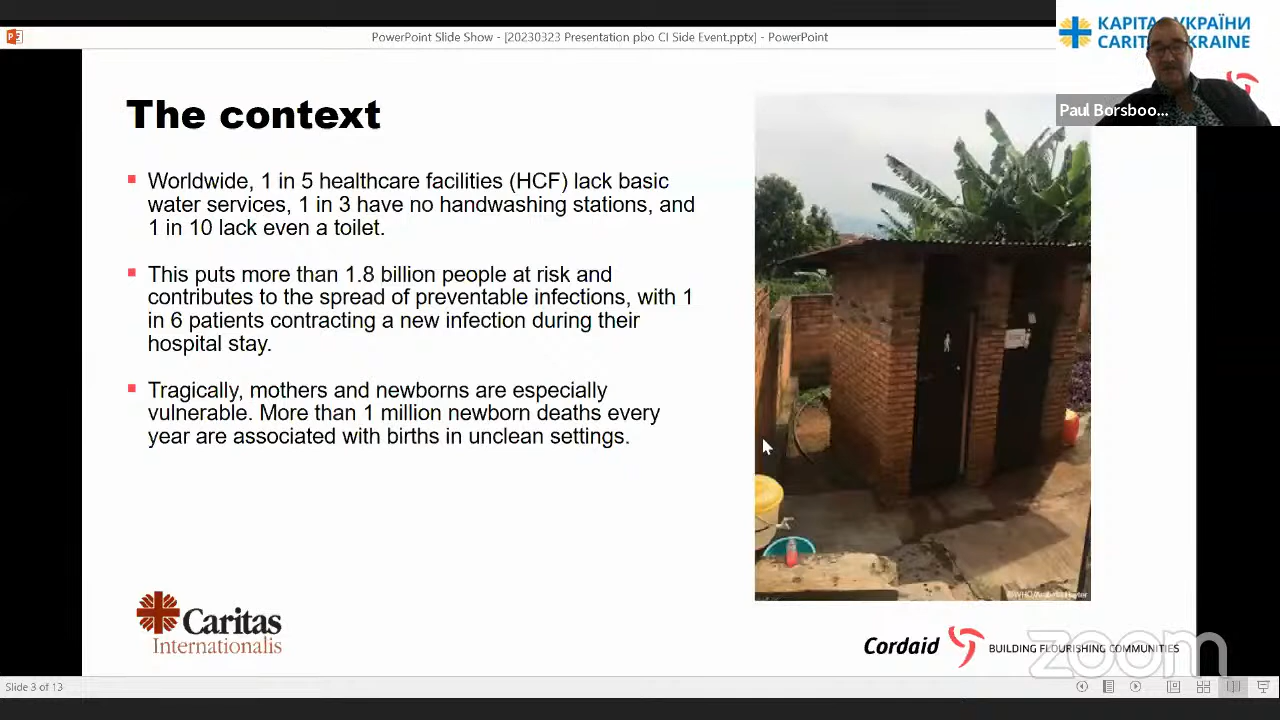 PowerPoint Slide Show - [20230323 Presentation pbo CI Side Event.pptx] - PowerPoint
Paul Borsboo...
The context
Worldwide, 1 in 5 healthcare facilities (HCF) lack basic
water services, 1 in 3 have no handwashing stations, and
1 in 10 lack even a toilet.
This puts more than 1.8 billion people at risk and
contributes to the spread of preventable infections, with 1
in 6 patients contracting a new infection during their
hospital stay.
Tragically, mothers and newborns are especially
vulnerable. More than 1 million newborn deaths every
year are associated with births in unclean settings.
Caritas
Internationalis
Cordaid
BUILDING FLOURISHING COMMUNITIES
zoom
Slide 3 of 13